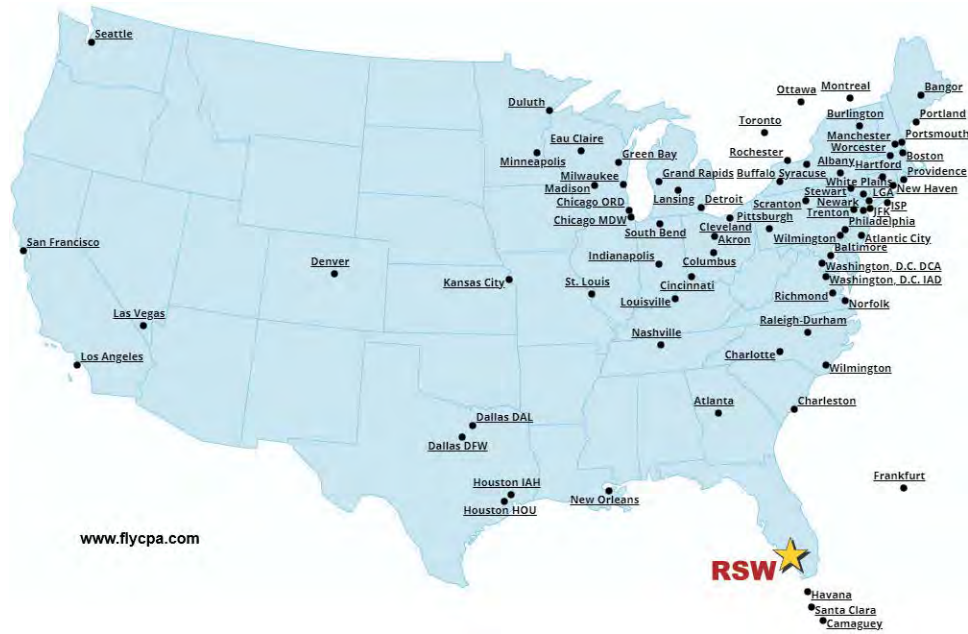 Seattle
Ottawa
Montreal
Bangor
Duluth
Burlington
Portland
Toronto
Manchester
Portsmouth
Eau Claire
Worcester
Minneapolis
Green Bay
Rochester
Albany
Boston
Hartford
Milwaukee
Grand Rapids
Buffalo
Syracuse
Providence
Madison
White Plains
New Haven
Lansing
Stewart
LGA
Chicago ORD
Detroit
Scranton
Newark
ISP
Trenton
JFK
Chicago MDW
Pittsburgh
Philadelphia
South Bend
Cleveland
Akron
Wilmington
Atlantic City
San Francisco
Baltimore
Indianapolis
Columbus
Denver
Washington, D.C. DCA
Kansas City
St. Louis
Cincinnati
Washington, D.C. IAD
Louisville
Richmond
Norfolk
Las Vegas
Raleigh-Durham
Nashville
Los Angeles
Charlotte
Wilmington
Atlanta
Charleston
Dallas DAL
Dallas DFW
Frankfurt
Houston IAH
New Orleans
Houston HOU
www.flycpa.com
RSW
Havana
Santa Clara
Camaguey